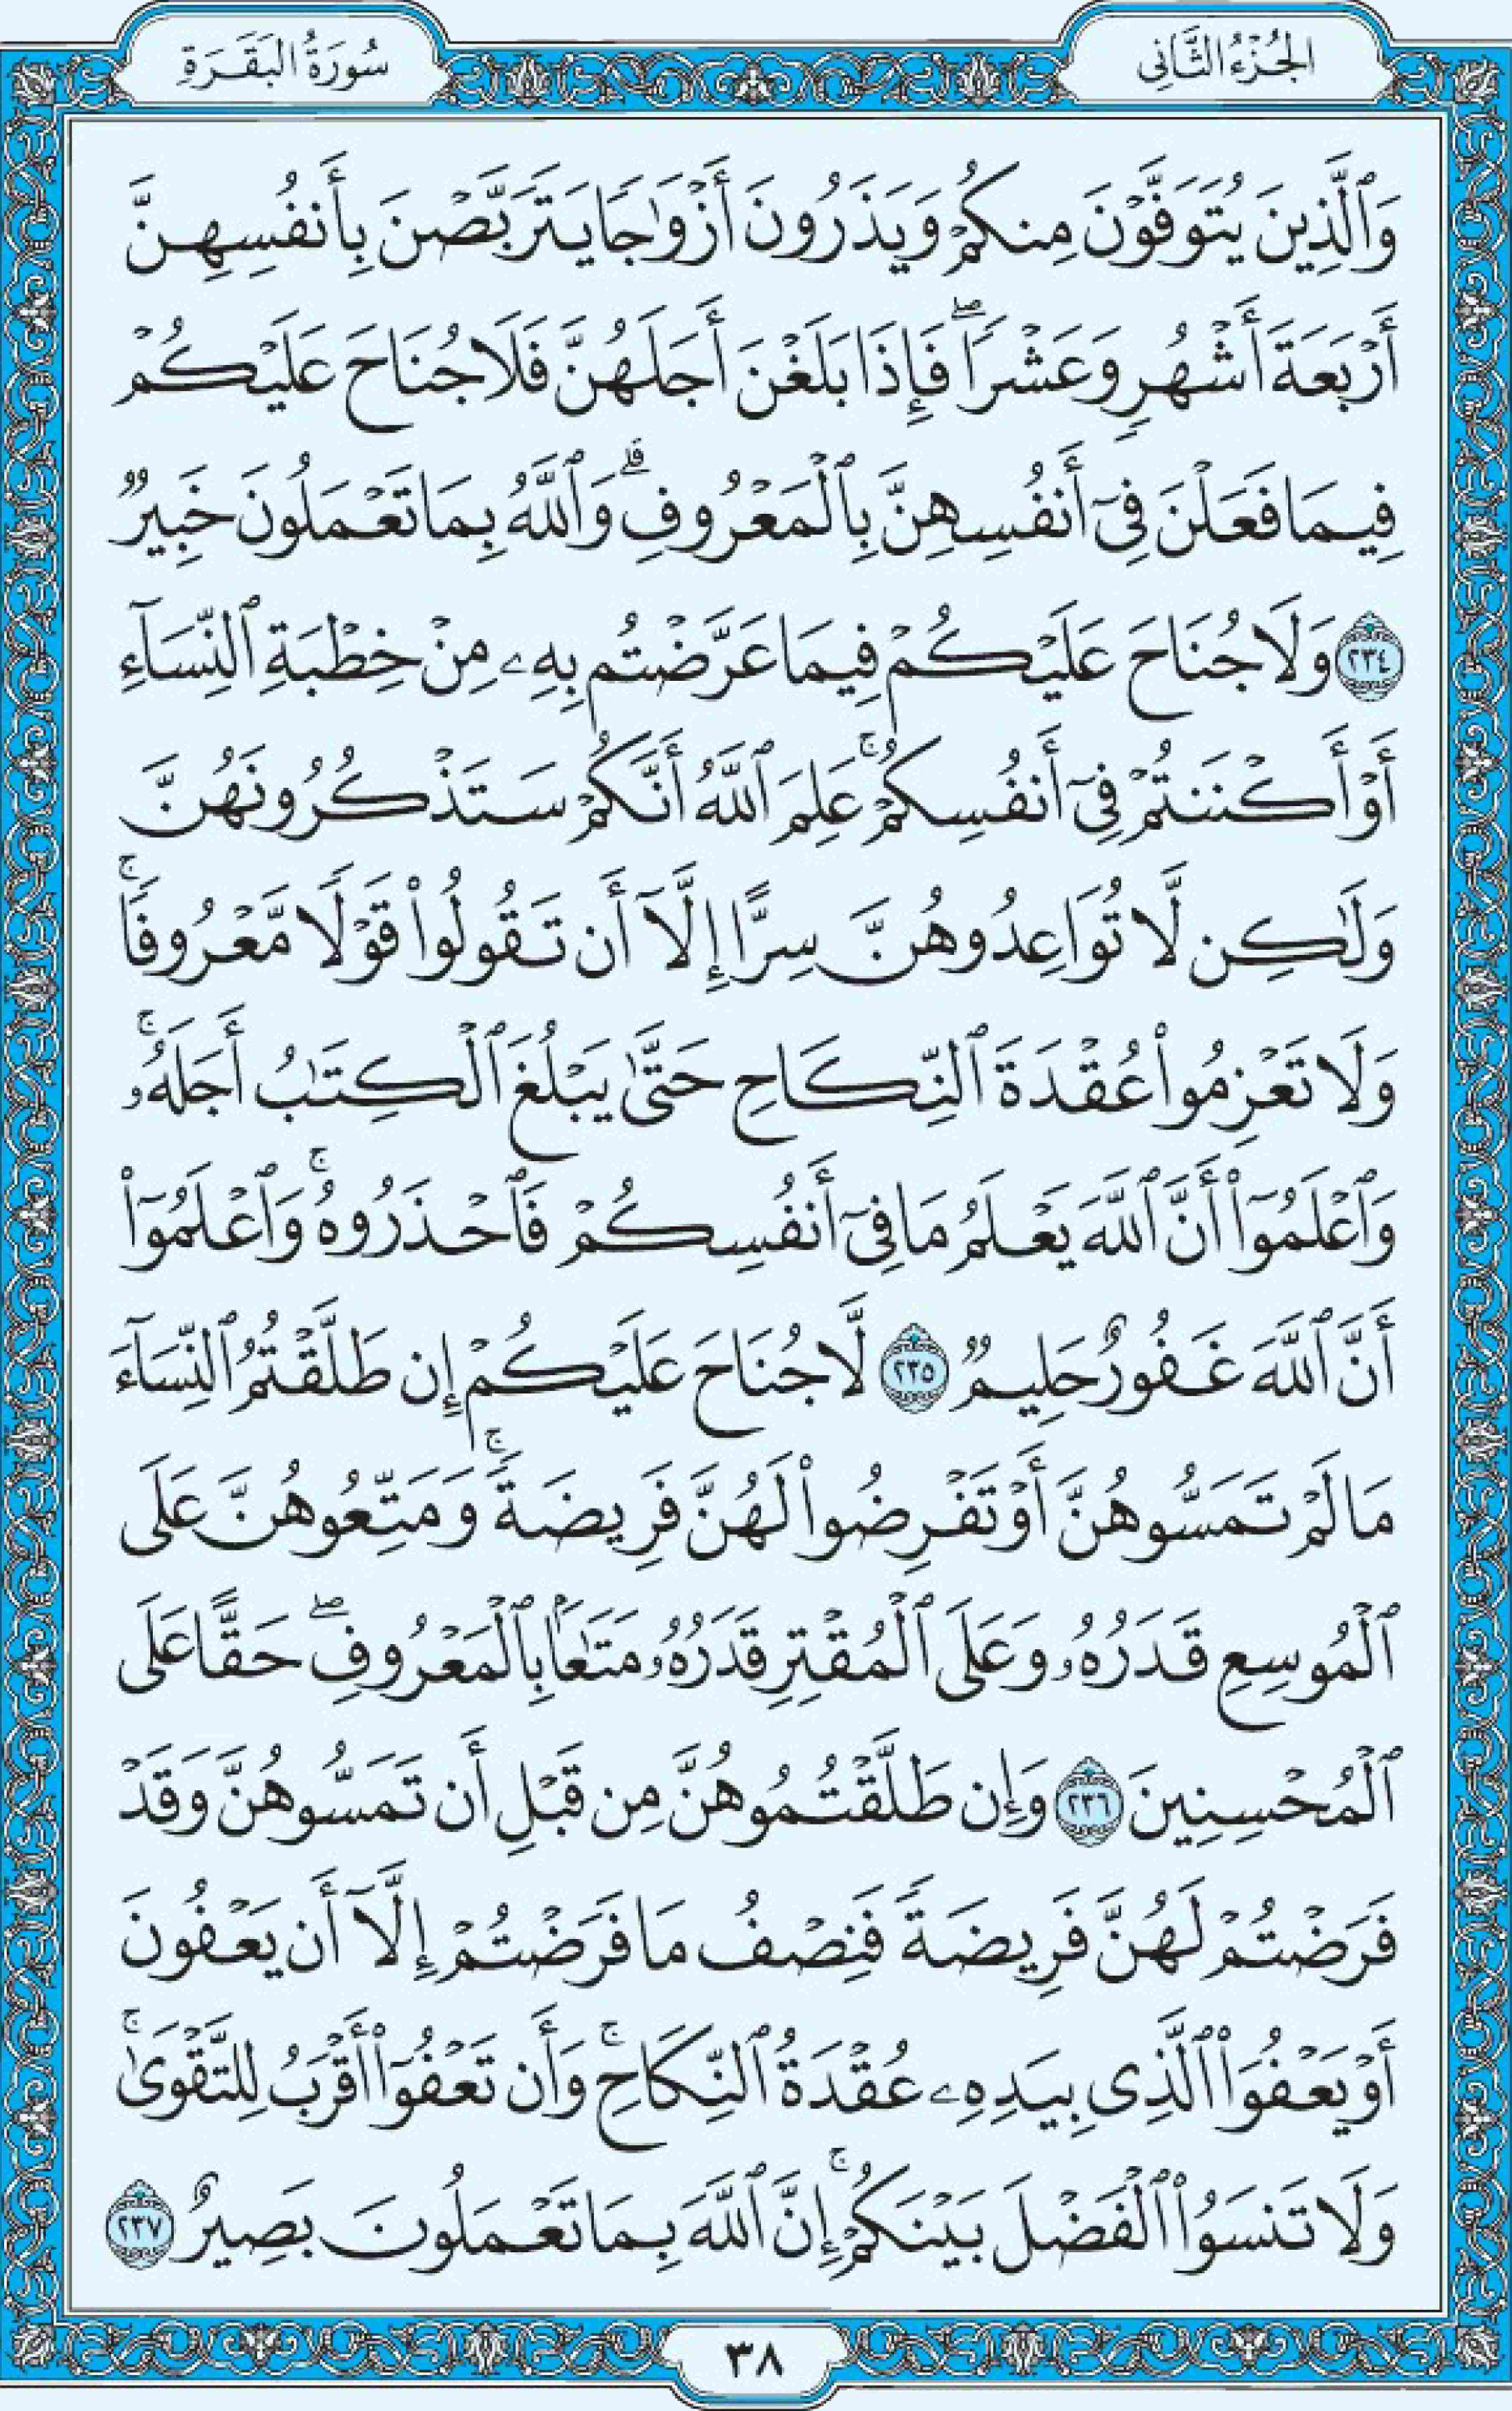 الجُزْءُ الثَّانِى
سُورَةُ البَقَرَةِ
وَٱلَّذِينَ يُتَوَفَّوْنَ مِنكُمْ وَيَذَرُونَ أَزْوَٰجًا يَتَرَبَّصْنَ بِأَنفُسِهِنَّ
أَرْبَعَةَ أَشْهُرٍ وَعَشْرًا ۖ فَإِذَا بَلَغْنَ أَجَلَهُنَّ فَلَا جُنَاحَ عَلَيْكُمْ
فِيمَا فَعَلْنَ فِىٓ أَنفُسِهِنَّ بِٱلْمَعْرُوفِ ۗ وَٱللَّهُ بِمَا تَعْمَلُونَ خَبِيرٌ
٢٣٤ وَلَا جُنَاحَ عَلَيْكُمْ فِيمَا عَرَّضْتُم بِهِۦ مِنْ خِطْبَةِ ٱلنِّسَآءِ
أَوْ أَكْنَنتُمْ فِىٓ أَنفُسِكُمْ ۚ عَلِمَ ٱللَّهُ أَنَّكُمْ سَتَذْكُرُونَهُنَّ
وَلَٰكِن لَّا تُوَاعِدُوهُنَّ سِرًّا إِلَّآ أَن تَقُولُوا۟ قَوْلًا مَّعْرُوفًا ۚ
وَلَا تَعْزِمُوا۟ عُقْدَةَ ٱلنِّكَاحِ حَتَّىٰ يَبْلُغَ ٱلْكِتَٰبُ أَجَلَهُۥ ۚ
وَٱعْلَمُوٓا۟ أَنَّ ٱللَّهَ يَعْلَمُ مَا فِىٓ أَنفُسِكُمْ فَٱحْذَرُوهُ ۚ وَٱعْلَمُوٓا۟
أَنَّ ٱللَّهَ غَفُورٌ حَلِيمٌ ٢٣٥ لَّا جُنَاحَ عَلَيْكُمْ إِن طَلَّقْتُمُ ٱلنِّسَآءَ
مَا لَمْ تَمَسُّوهُنَّ أَوْ تَفْرِضُوا۟ لَهُنَّ فَرِيضَةً ۚ وَمَتِّعُوهُنَّ عَلَى
ٱلْمُوسِعِ قَدَرُهُۥ وَعَلَى ٱلْمُقْتِرِ قَدَرُهُۥ مَتَٰعًۢا بِٱلْمَعْرُوفِ ۖ حَقًّا عَلَى
ٱلْمُحْسِنِينَ ٢٣٦ وَإِن طَلَّقْتُمُوهُنَّ مِن قَبْلِ أَن تَمَسُّوهُنَّ وَقَدْ
فَرَضْتُمْ لَهُنَّ فَرِيضَةً فَنِصْفُ مَا فَرَضْتُمْ إِلَّآ أَن يَعْفُونَ
أَوْ يَعْفُوَا۟ ٱلَّذِى بِيَدِهِۦ عُقْدَةُ ٱلنِّكَاحِ ۚ وَأَن تَعْفُوٓا۟ أَقْرَبُ لِلتَّقْوَىٰ ۚ
وَلَا تَنسَوُا۟ ٱلْفَضْلَ بَيْنَكُمْ ۚ إِنَّ ٱللَّهَ بِمَا تَعْمَلُونَ بَصِيرٌ ٢٣٧
٣٨